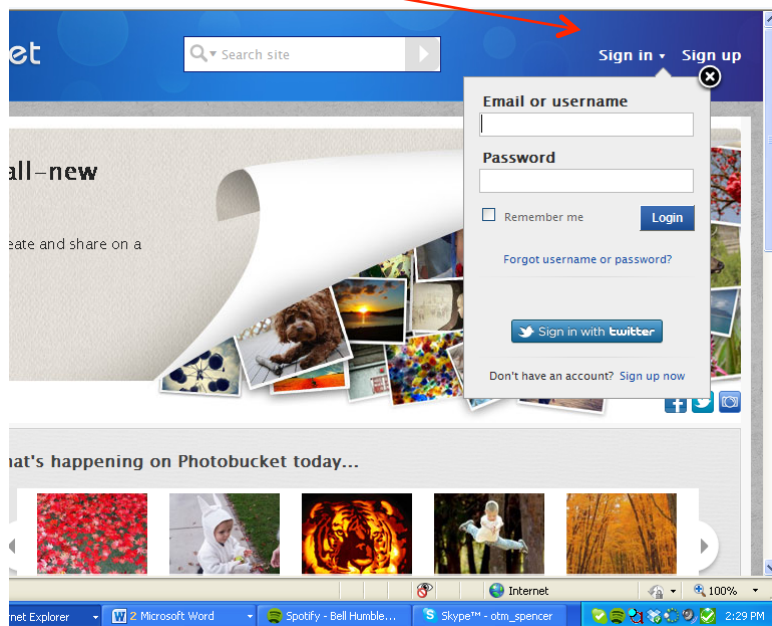 et
Search site
Sign in
Sign up
Email or username
Password
Remember me
Login
Forgot username or password?
Sign in with twitter
Don't have an account? Sign up now
all-new
eate and share on a
hat's happening on Photobucket today...
Internet
100%
net Explorer
2 Microsoft Word
Spotify - Bell Humble...
Skype™ - otm_spencer
2:29 PM